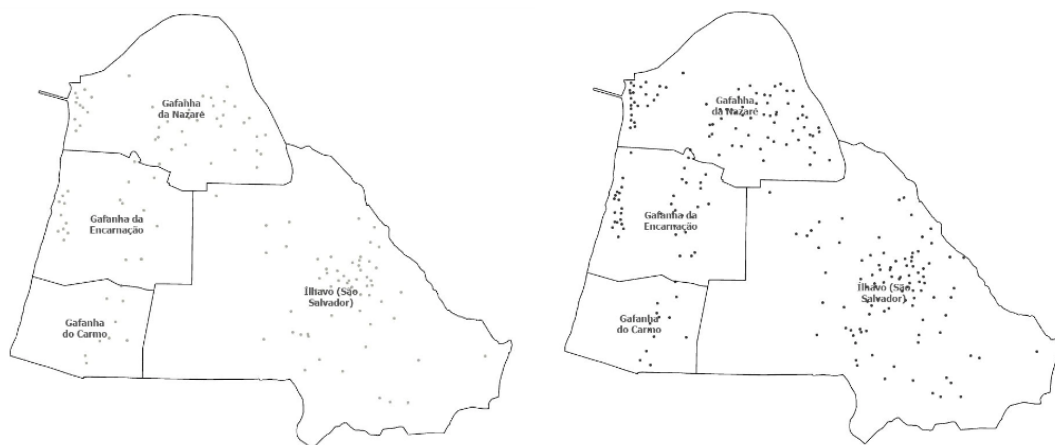 Gafanha
da Nazaré
Gafanha da
Encarnação
Ílhavo (São
Salvador)
Gafanha
do Carmo
Gafanha
da Nazaré
Gafanha da
Encarnação
Ílhavo (São
Salvador)
Gafanha
do Carmo